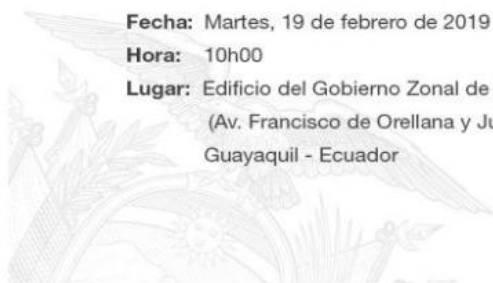 Fecha: Martes, 19 de febrero de 2019
Hora: 10h00
Lugar: Edificio del Gobierno Zonal de
(Av. Francisco de Orellana y
Guayaquil - Ecuador